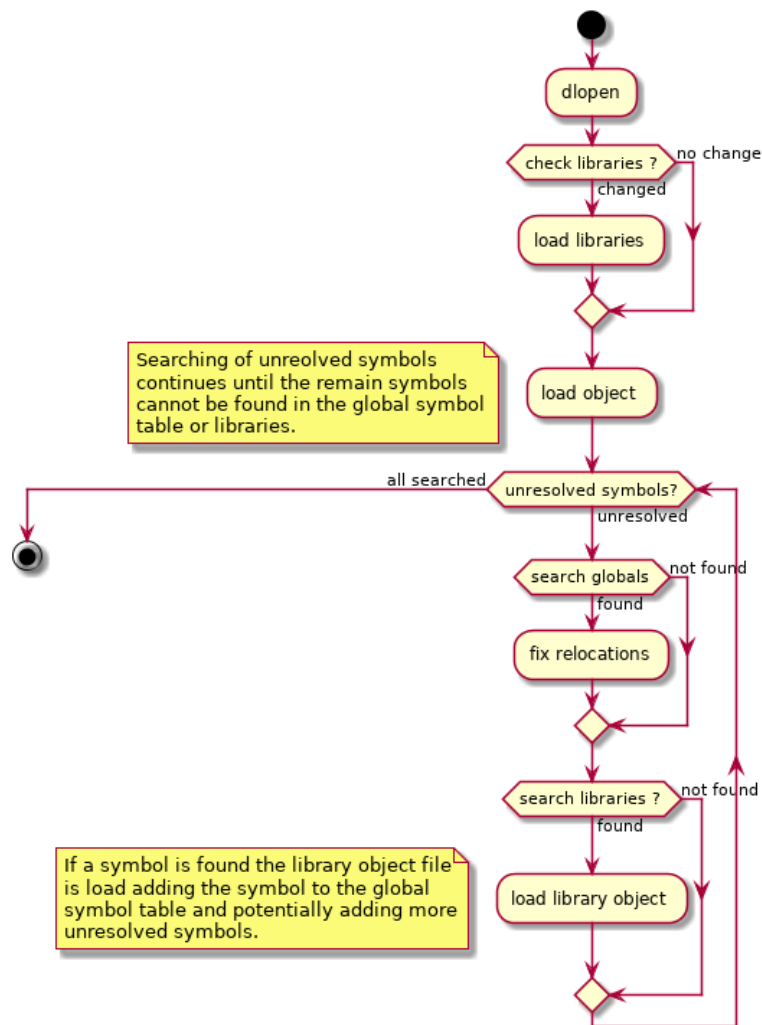 dlopen
check libraries ?
no change
changed
load libraries
Searching of unreolved symbols
continues until the remain symbols
cannot be found in the global symbol
table or libraries.
load object
all searched
unresolved symbols?
unresolved
search globals
not found
found
fix relocations
search libraries ?
not found
found
If a symbol is found the library object file
is load adding the symbol to the global
symbol table and potentially adding more
unresolved symbols.
load library object